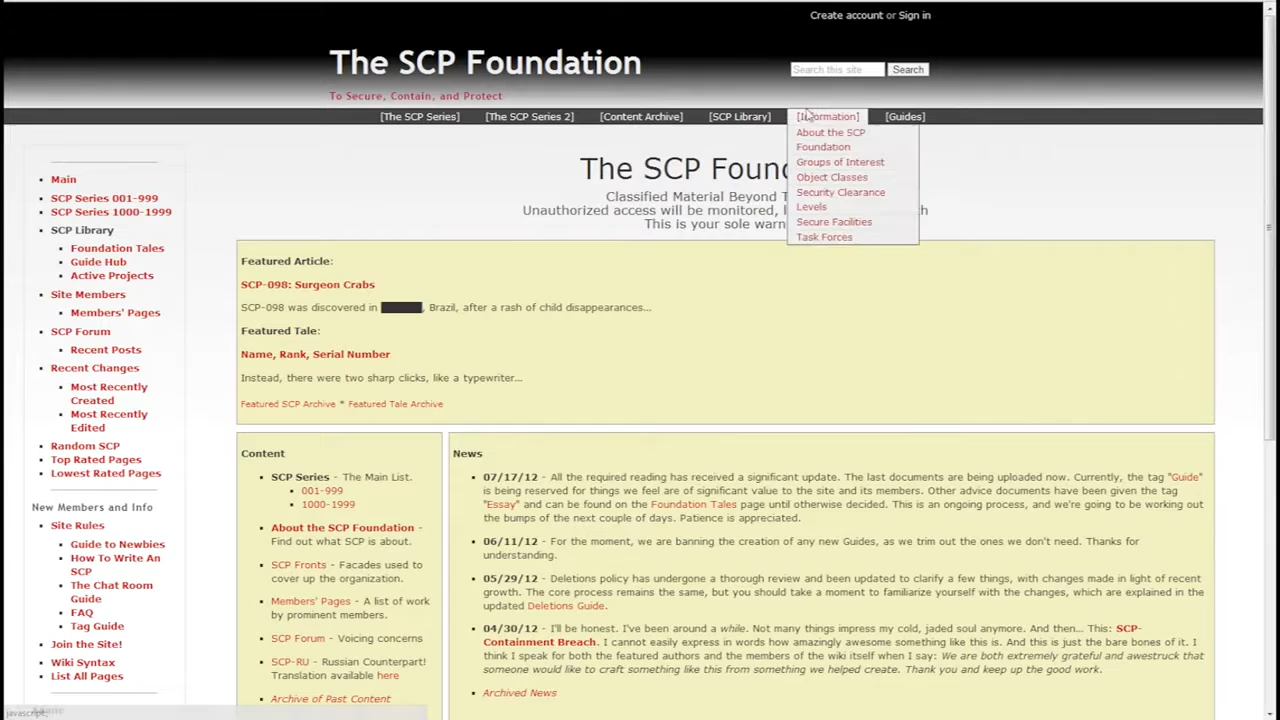 Create account or Sign in
The SCP Foundation
Search this site
Search
To Secure, Contain, and Protect
[The SCP Series]
[The SCP Series 2]
[Content Archive]
[SCP Library]
[Information]
[Guides]
About the SCP
Foundation
Groups of Interest
Object Classes
Security Clearance
Levels
Secure Facilities
Task Forces
Main
SCP Series 001-999
SCP Series 1000-1999
SCP Library
Foundation Tales
Guide Hub
Active Projects
Site Members
Members' Pages
SCP Forum
Recent Posts
Recent Changes
Most Recently
Created
Most Recently
Edited
Random SCP
Top Rated Pages
Lowest Rated Pages
New Members and Info
Site Rules
Guide to Newbies
How To Write An
SCP
The Chat Room
Guide
FAQ
Tag Guide
Join the Site!
Wiki Syntax
List All Pages
javascript:
The SCP Foun
Classified Material Beyond T
Unauthorized access will be monitored, l
This is your sole warn
Featured Article:
SCP-098: Surgeon Crabs
SCP-098 was discovered in , Brazil, after a rash of child disappearances...
Featured Tale:
Name, Rank, Serial Number
Instead, there were two sharp clicks, like a typewriter...
Featured SCP Archive * Featured Tale Archive
Content
SCP Series - The Main List.
001-999
1000-1999
About the SCP Foundation -
Find out what SCP is about.
SCP Fronts - Facades used to
cover up the organization.
Members' Pages - A list of work
by prominent members.
SCP Forum - Voicing concerns
SCP-RU - Russian Counterpart!
Translation available here
Archive of Past Content
News
07/17/12 - All the required reading has received a significant update. The last documents are being uploaded now. Currently, the tag "Guide"
is being reserved for things we feel are of significant value to the site and its members. Other advice documents have been given the tag
"Essay" and can be found on the Foundation Tales page until otherwise decided. This is an ongoing process, and we're going to be working out
the bumps of the next couple of days. Patience is appreciated.
06/11/12 - For the moment, we are banning the creation of any new Guides, as we trim out the ones we don't need. Thanks for
understanding.
05/29/12 - Deletions policy has undergone a thorough review and been updated to clarify a few things, with changes made in light of recent
growth. The core process remains the same, but you should take a moment to familiarize yourself with the changes, which are explained in the
updated Deletions Guide.
04/30/12 - I'll be honest. I've been around a while. Not many things impress my cold, jaded soul anymore. And then... This: SCP-
Containment Breach. I cannot easily express in words how amazingly awesome something like this is. And this is just the bare bones of it. I
think I speak for both the featured authors and the members of the wiki itself when I say: We are both extremely grateful and awestruck that
someone would like to craft something like this from something we helped create. Thank you and keep up the good work.
Archived News